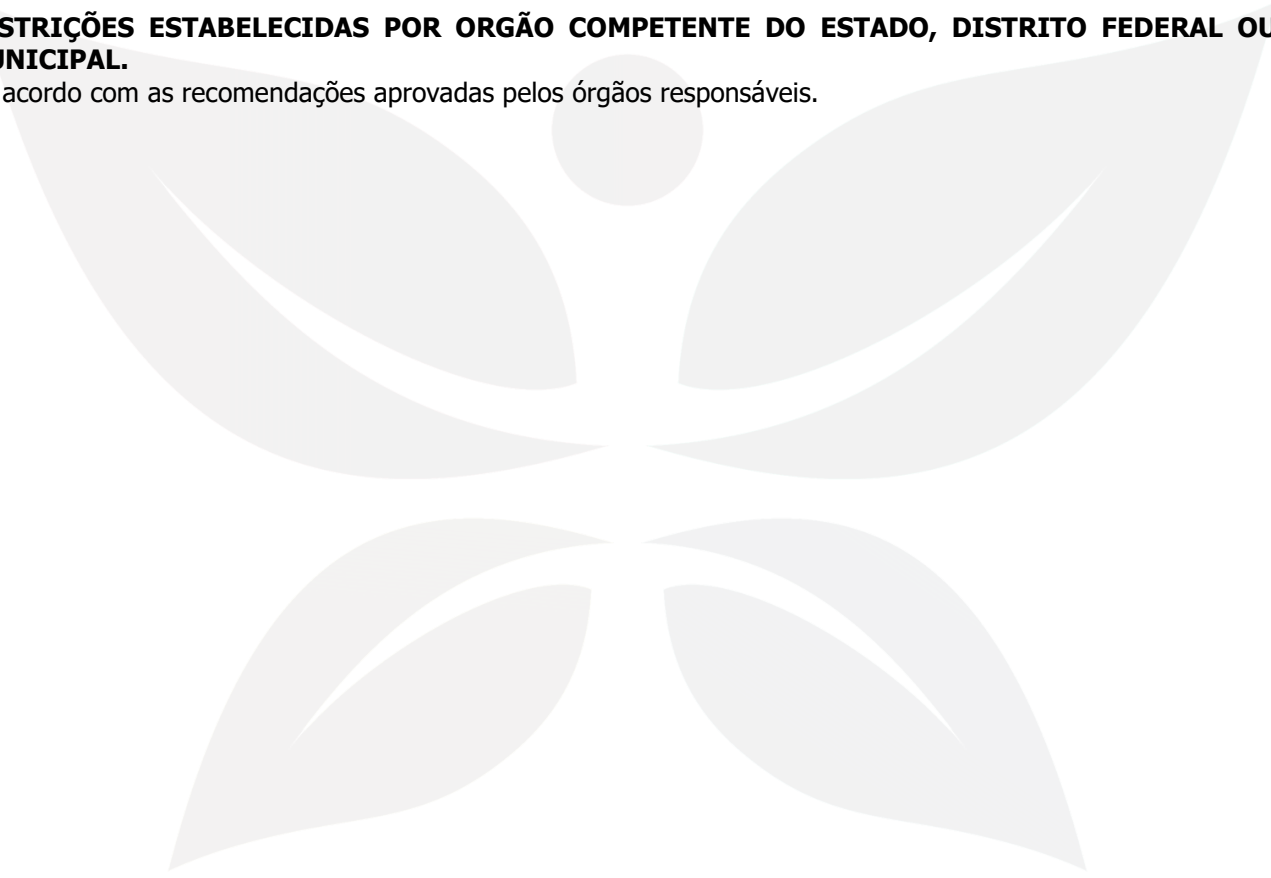 STRIÇÕES ESTABELECIDAS POR ORGÃO COMPETENTE DO ESTADO, DISTRITO FEDERAL OU
UNICIPAL.
acordo com as recomendações aprovadas pelos órgãos responsáveis.